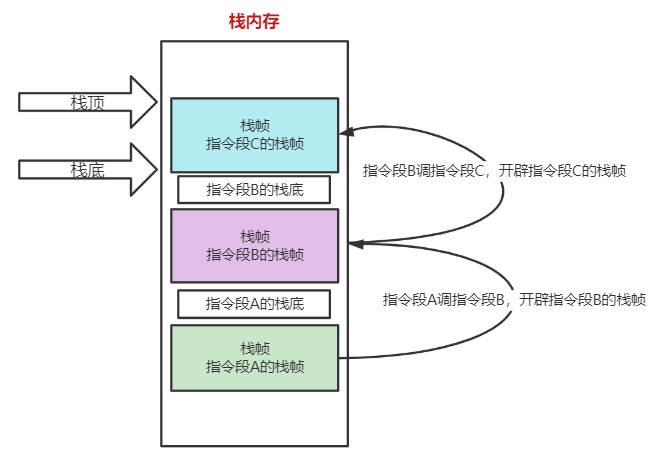 栈内存
栈顶
栈底
栈帧
指令段C的栈帧
指令段B的栈底
栈帧
指令段B的栈帧
指令段A的栈底
栈帧
指令段A的栈帧
指令段B调指令段C，开辟指令段C的栈帧
指令段A调指令段B，开辟指令段B的栈帧